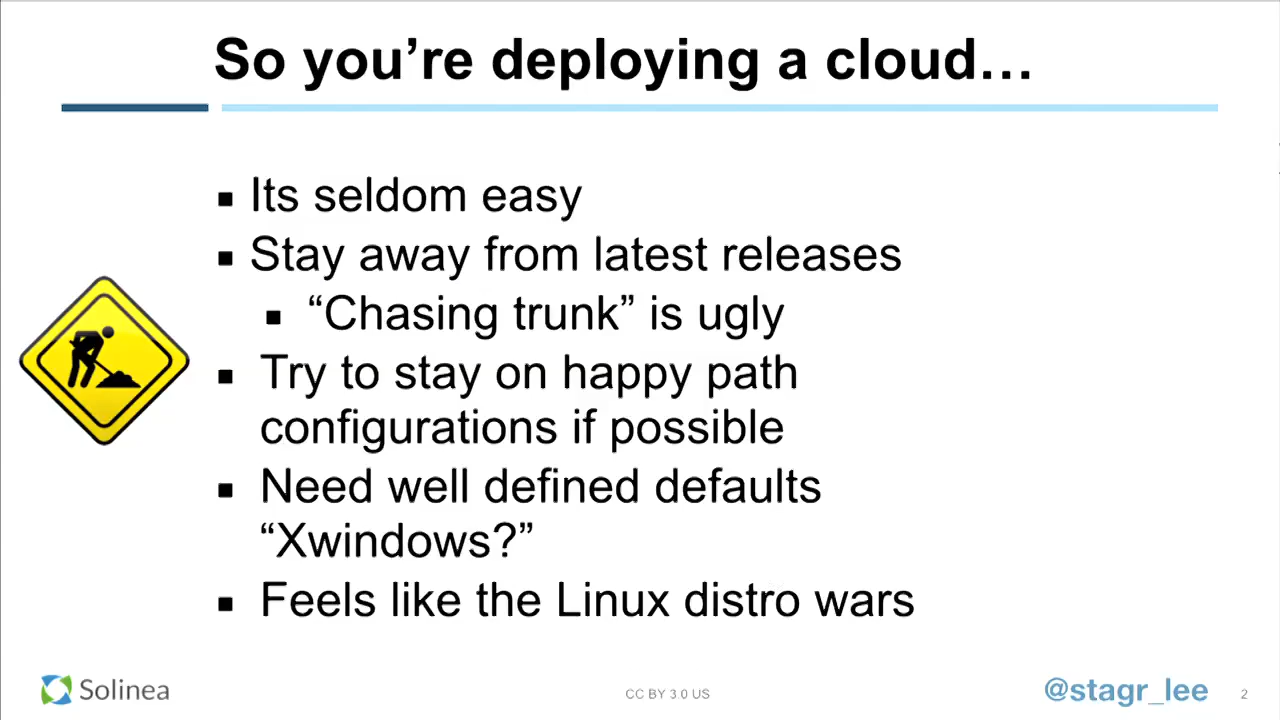 So you’re deploying a cloud…
▪ Its seldom easy
▪ Stay away from latest releases
▪ “Chasing trunk” is ugly
▪ Try to stay on happy path
configurations if possible
▪ Need well defined defaults
“Xwindows?”
▪ Feels like the Linux distro wars
Solinea
CC BY 3.0 US
@stagr_lee
2